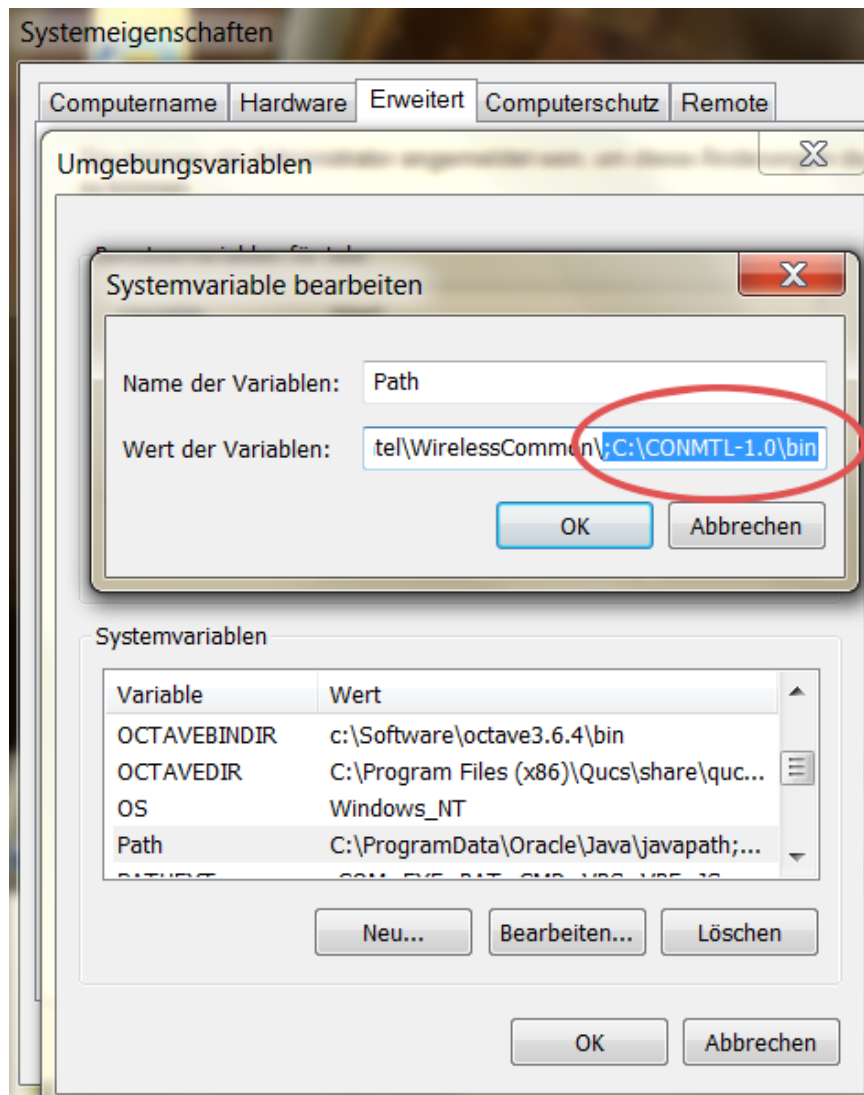 Systemeigenschaften
Computername Hardware Erweitert Computerschutz Remote
Umgebungsvariablen
Systemvariable bearbeiten
Name der Variablen: Path
Wert der Variablen: tel\WirelessCommon\;C:\CONMTL-1.0\bin
OK Abbrechen
Systemvariablen
Variable Wert
OCTAVEBINDIR c:\Software\octave3.6.4\bin
OCTAVEDIR C:\Program Files (x86)\Qucs\share\quc...
OS Windows_NT
Path C:\ProgramData\Oracle\Java\javapath;...
Neu... Bearbeiten... Löschen
OK Abbrechen